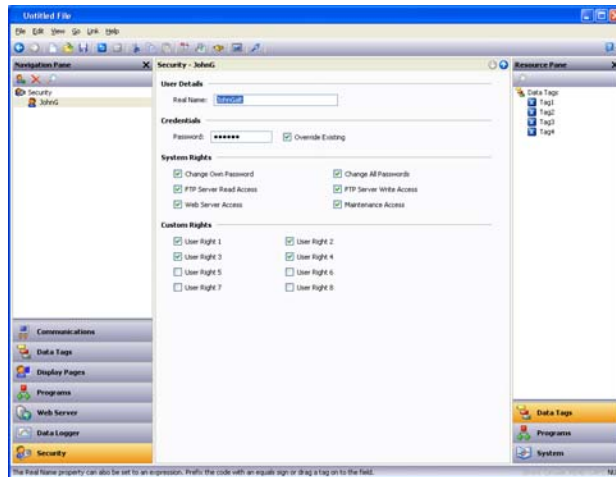 Untitled File
File Edit View Go Link Help
Navigation Pane
Security - JohnG
Resource Pane
Security
JohnG
User Details
Real Name:
Credentials
Password: ●●●●●● Override Existing
System Rights
Change Own Password Change All Passwords
FTP Server Read Access FTP Server Write Access
Web Server Access Maintenance Access
Custom Rights
User Right 1 User Right 2
User Right 3 User Right 4
User Right 5 User Right 6
User Right 7 User Right 8
Data Tags
Tag1
Tag2
Tag3
Tag4
Communications
Data Tags
Display Pages
Programs
Web Server
Data Logger
Security
Data Tags
Programs
System
The Real Name property can also be set to an expression. Prefix the code with an equals sign or drag a tag on to the field.